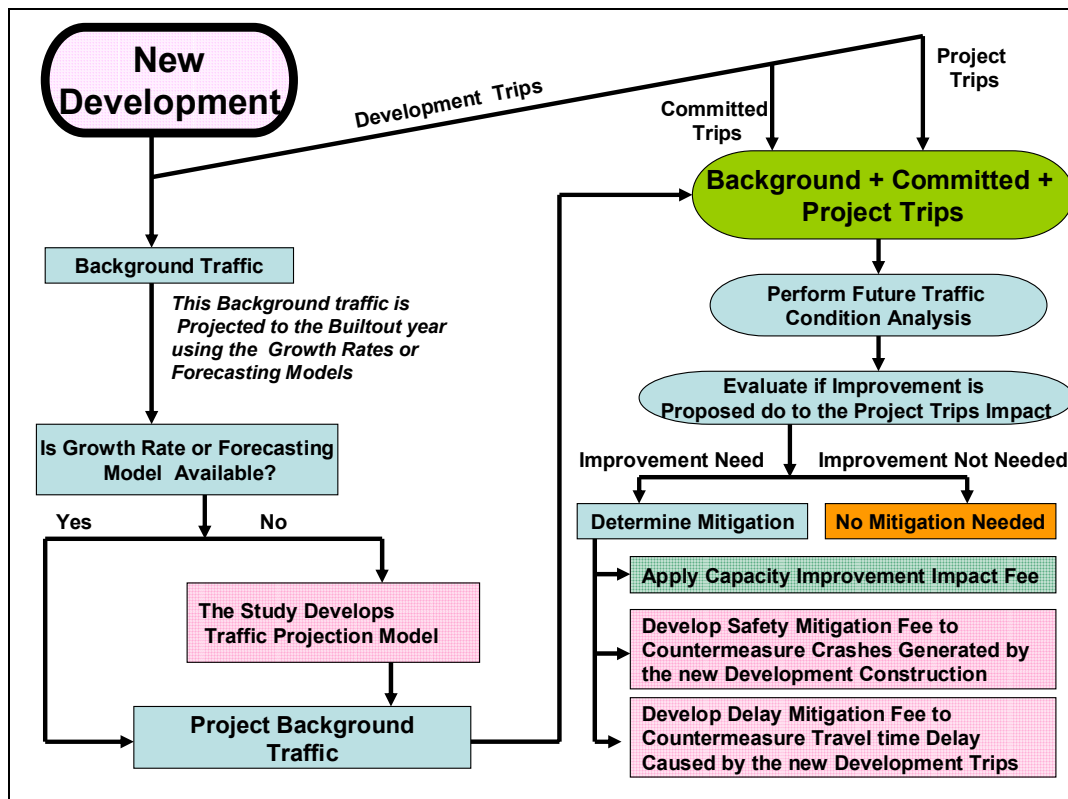 New
Development
Development Trips
Project
Trips
Committed
Trips
Background + Committed +
Project Trips
Background Traffic
This Background traffic is
Projected to the Builtout year
using the Growth Rates or
Forecasting Models
Perform Future Traffic
Condition Analysis
Evaluate if Improvement is
Proposed do to the Project Trips Impact
Is Growth Rate or Forecasting
Model Available?
Improvement Need
Improvement Not Needed
Yes
No
Determine Mitigation
No Mitigation Needed
Apply Capacity Improvement Impact Fee
The Study Develops
Traffic Projection Model
Develop Safety Mitigation Fee to
Countermeasure Crashes Generated by
the new Development Construction
Project Background
Traffic
Develop Delay Mitigation Fee to
Countermeasure Travel time Delay
Caused by the new Development Trips